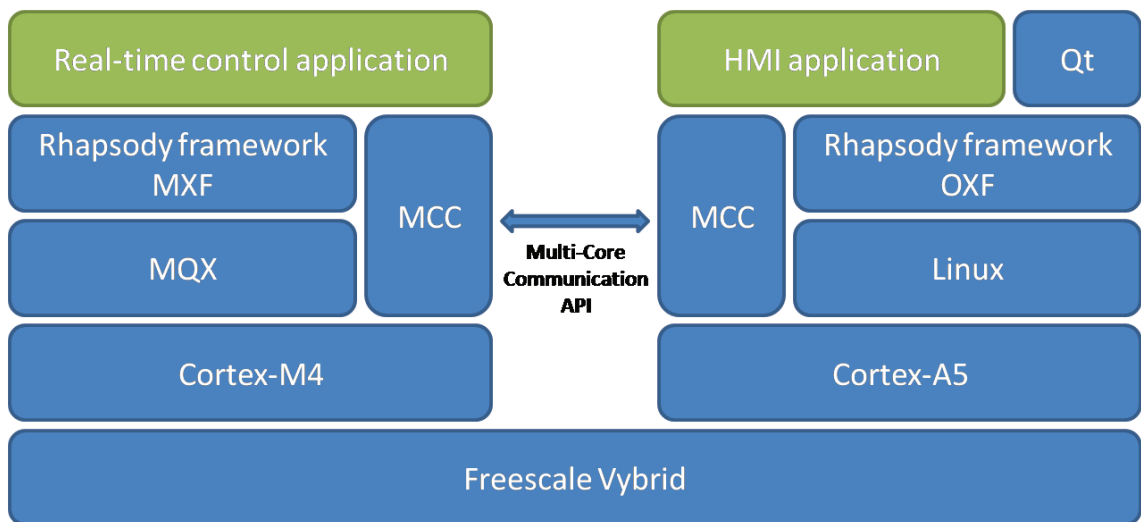 Real-time control application
HMI application
Qt
Rhapsody framework
MXF
MCC
MCC
Rhapsody framework
OXF
MQX
Multi-Core
Communication
API
Linux
Cortex-M4
Cortex-A5
Freescale Vybrid